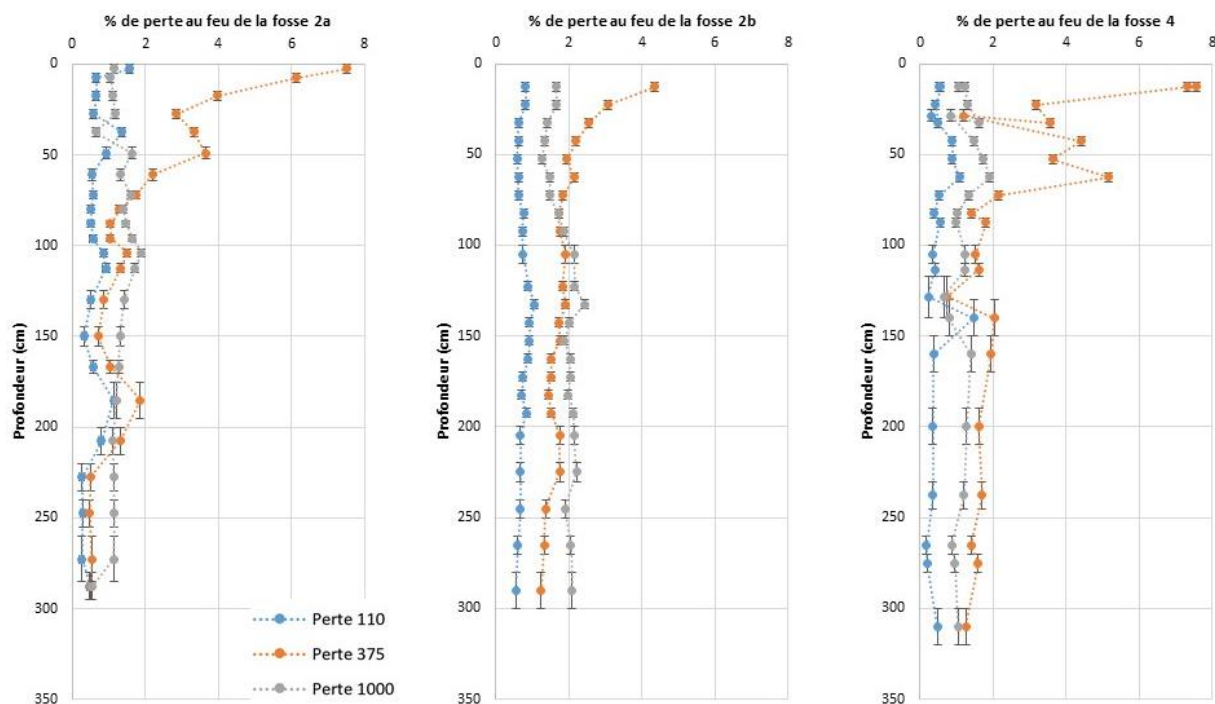 % de perte au feu de la fosse 2a
0 2 4 6 8
0
50
100
150
200
250
300
350
Profondeur (cm)
Perte 110
Perte 375
Perte 1000
% de perte au feu de la fosse 2b
0 2 4 6 8
0
50
100
150
200
250
300
350
Profondeur (cm)
% de perte au feu de la fosse 4
0 2 4 6 8
0
50
100
150
200
250
300
350
Profondeur (cm)